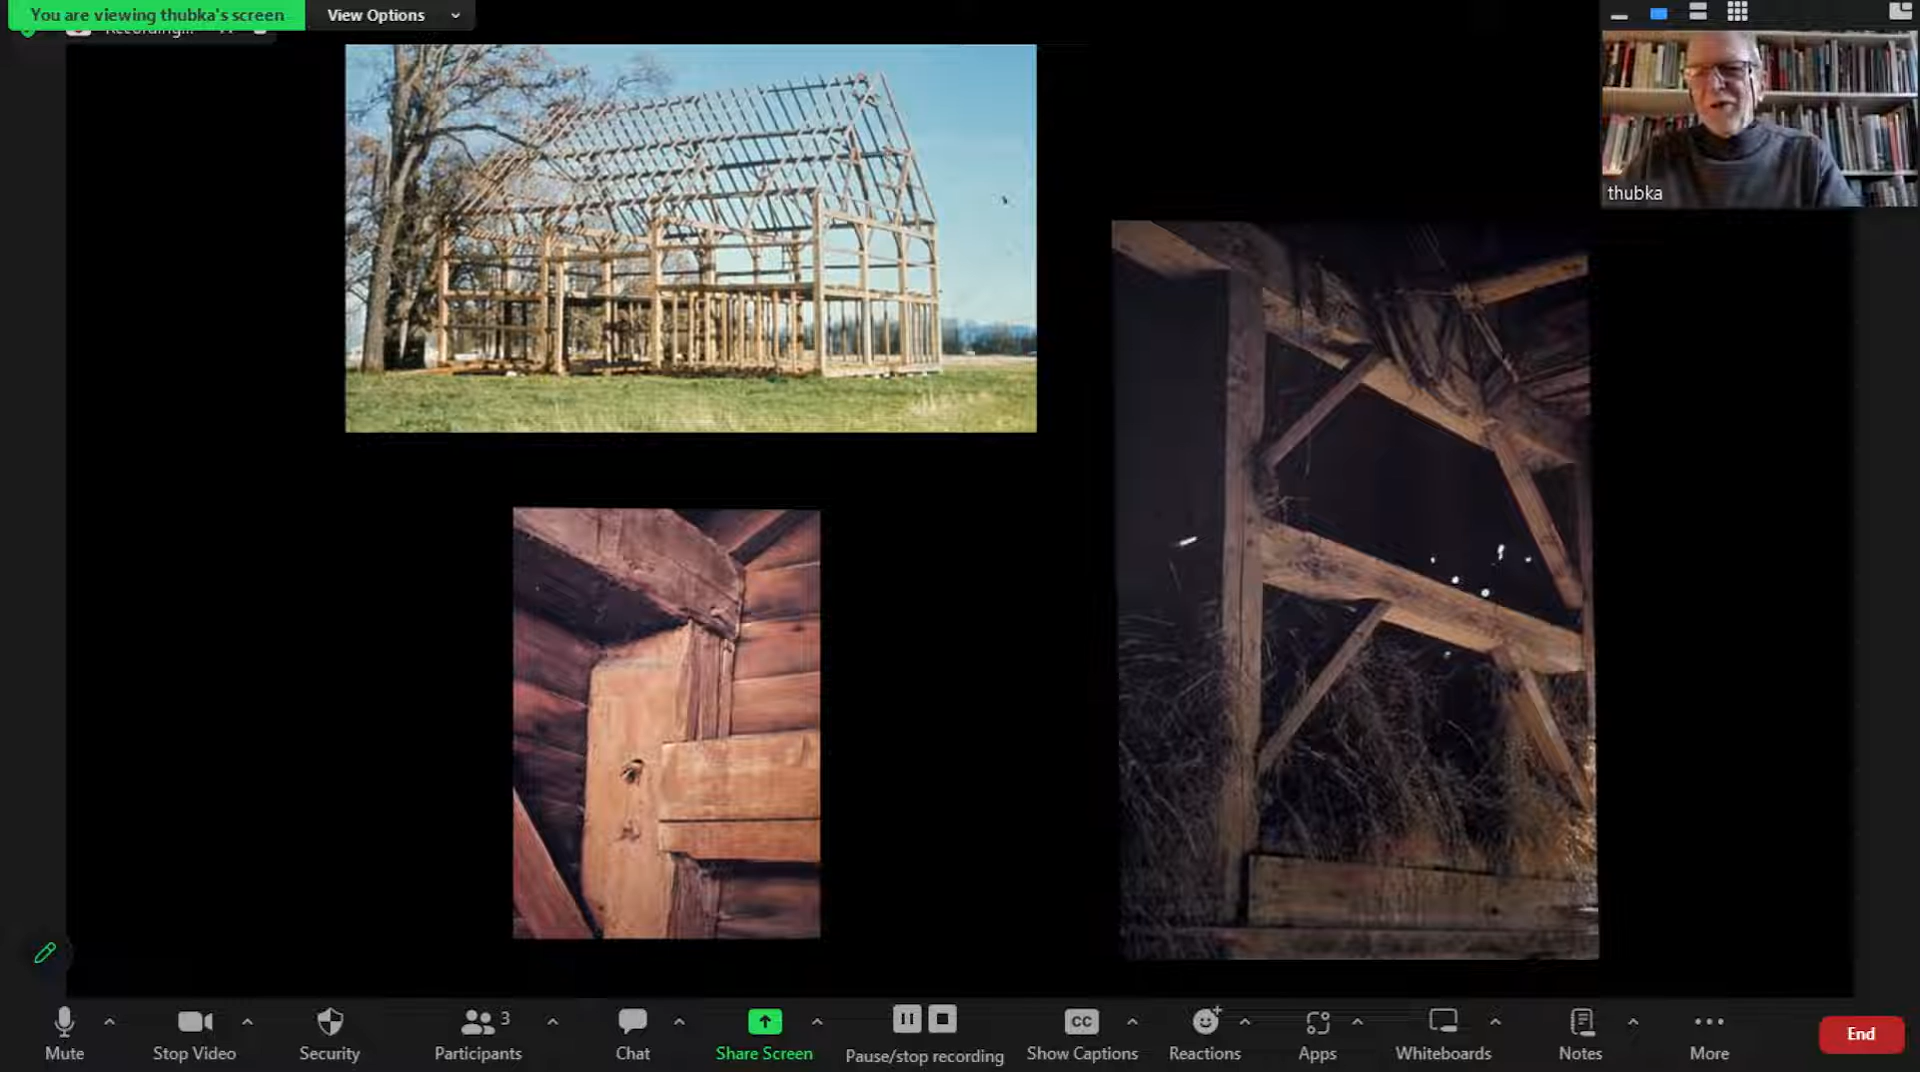 You are viewing thubka's screen
View Options
Recording...
thubka
3
CC
Mute
Stop Video
Security
Participants
Chat
Share Screen
Pause/stop recording
Show Captions
Reactions
Apps
Whiteboards
Notes
More
End